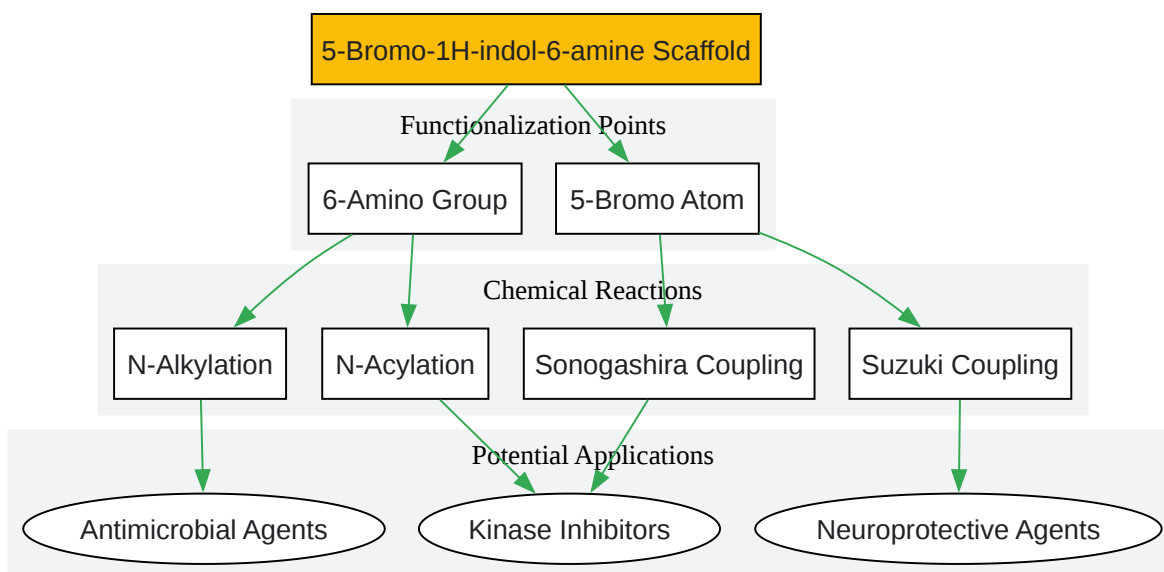 5-Bromo-1H-indol-6-amine Scaffold
Functionalization Points
6-Amino Group
5-Bromo Atom
Chemical Reactions
N-Alkylation
N-Acylation
Sonogashira Coupling
Suzuki Coupling
Potential Applications
Antimicrobial Agents
Kinase Inhibitors
Neuroprotective Agents